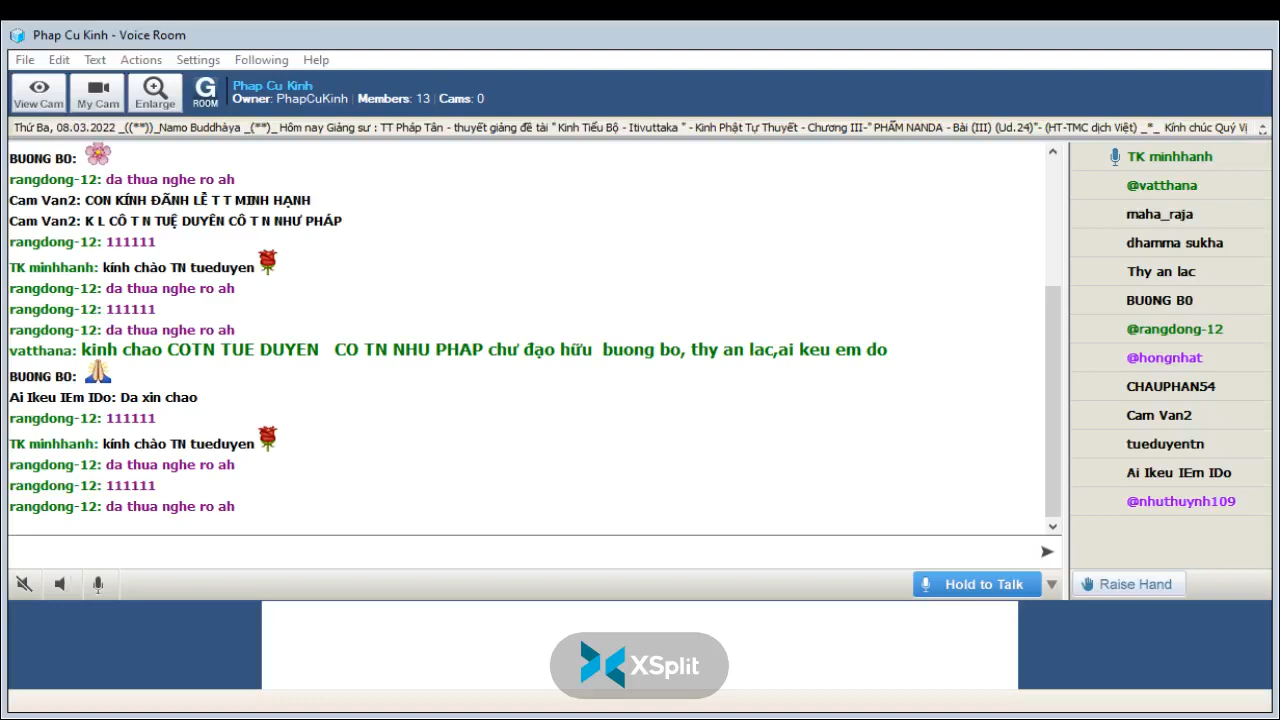 Phap Cu Kinh - Voice Room
File Edit Text Actions Settings Following Help
View Cam My Cam Enlarge G ROOM
Phap Cu Kinh
Owner: PhapCuKinh Members: 13 Cams: 0
Thứ Ba, 08.03.2022 _((**))_Namo Buddhàya _(**)_ Hôm nay Giảng sư : TT Pháp Tân - thuyết giảng đề tài " Kinh Tiểu Bộ - Itivuttaka " - Kinh Phật Tự Thuyết - Chương III-" PHẨM NANDA - Bài (III) (Ud.24)"- (HT-TMC dịch Việt) _*_ Kính chúc Quý Vị
BU0NG B0:
rangdong-12: da thua nghe ro ah
Cam Van2: CON KÍNH ĐÃNH LỄ T T MINH HẠNH
Cam Van2: K L CÔ T N TUỆ DUYÊN CÔ T N NHƯ PHÁP
rangdong-12: 111111
TK minhhanh: kính chào TN tueduyen
rangdong-12: da thua nghe ro ah
rangdong-12: 111111
rangdong-12: da thua nghe ro ah
vatthana: kinh chao COTN TUE DUYEN CO TN NHU PHAP chư đạo hữu buong bo, thy an lac,ai keu em do
BU0NG B0:
Ai Ikeu IEm IDo: Da xin chao
rangdong-12: 111111
TK minhhanh: kính chào TN tueduyen
rangdong-12: da thua nghe ro ah
rangdong-12: 111111
rangdong-12: da thua nghe ro ah
TK minhhanh
@vatthana
maha_raja
dhamma sukha
Thy an lac
BU0NG B0
@rangdong-12
@hongnhat
CHAUPHAN54
Cam Van2
tueduyentn
Ai Ikeu IEm IDo
@nhuthuynh109
Hold to Talk
Raise Hand
XSplit